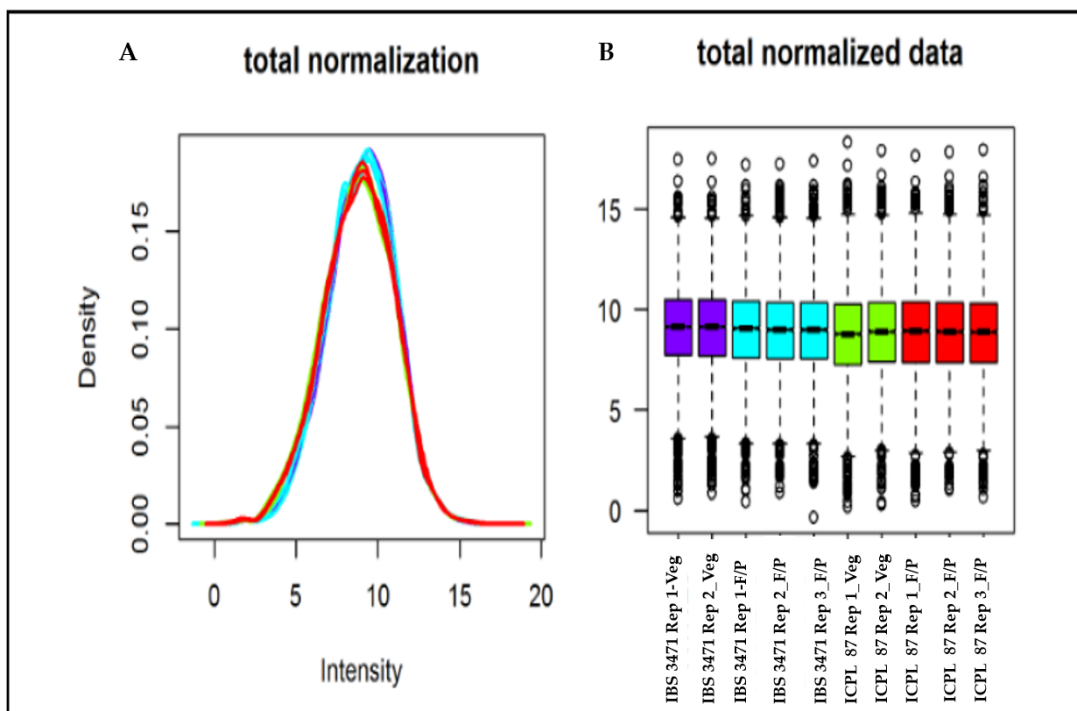 A
total normalization
Density
0.00
0.05
0.10
0.15
0
5
10
15
20
Intensity
B
total normalized data
15
10
5
0
IBS 3471 Rep 1-Veg
IBS 3471 Rep 2_Veg
IBS 3471 Rep 1-F/P
IBS 3471 Rep 2_F/P
IBS 3471 Rep 3_F/P
ICPL 87 Rep 1_Veg
ICPL 87 Rep 2_Veg
ICPL 87 Rep 1_F/P
ICPL 87 Rep 2_F/P
ICPL 87 Rep 3_F/P